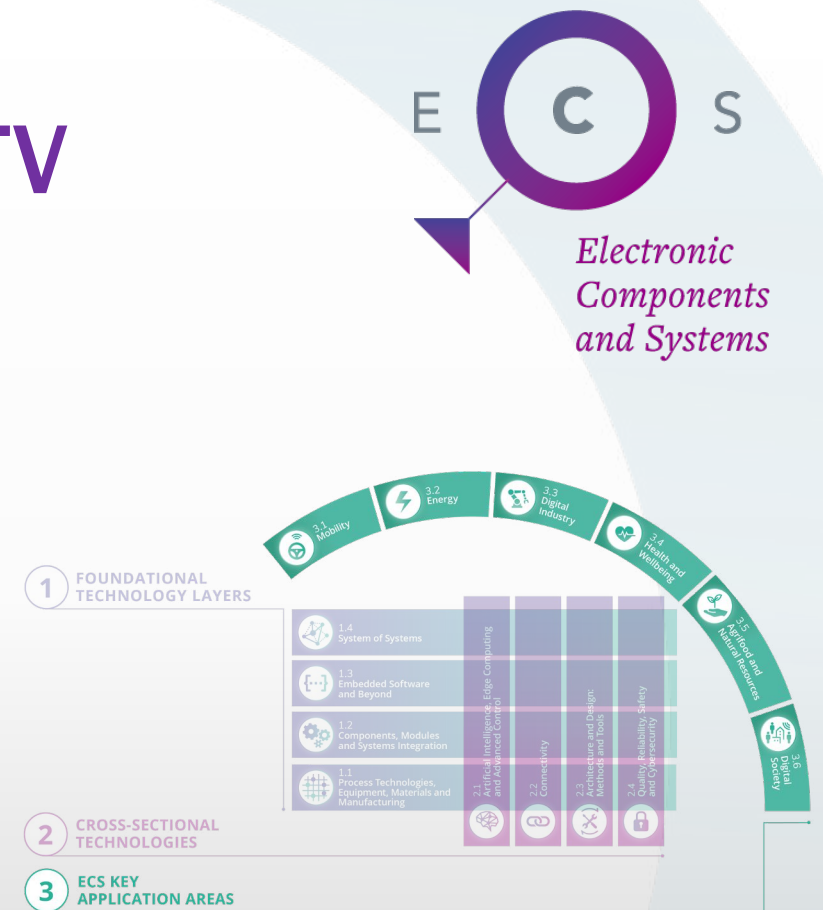 TV
E C S
Electronic
Components
and Systems
3.1
Mobility
3.2
Energy
3.3
Digital
Industry
3.4
Health and
Wellbeing
3.5
Agrifood and
Natural Resources
3.6
Digital
Society
1
FOUNDATIONAL
TECHNOLOGY LAYERS
1.4
System of Systems
1.3
Embedded Software
and Beyond
1.2
Components, Modules
and Systems Integration
1.1
Process Technologies,
Equipment, Materials and
Manufacturing
2.1
Artificial Intelligence, Edge Computing
and Advanced Control
2.2
Connectivity
2.3
Architecture and Design:
Methods and Tools
2.4
Quality, Reliability, Safety
and Cybersecurity
2
CROSS-SECTIONAL
TECHNOLOGIES
3
ECS KEY
APPLICATION AREAS